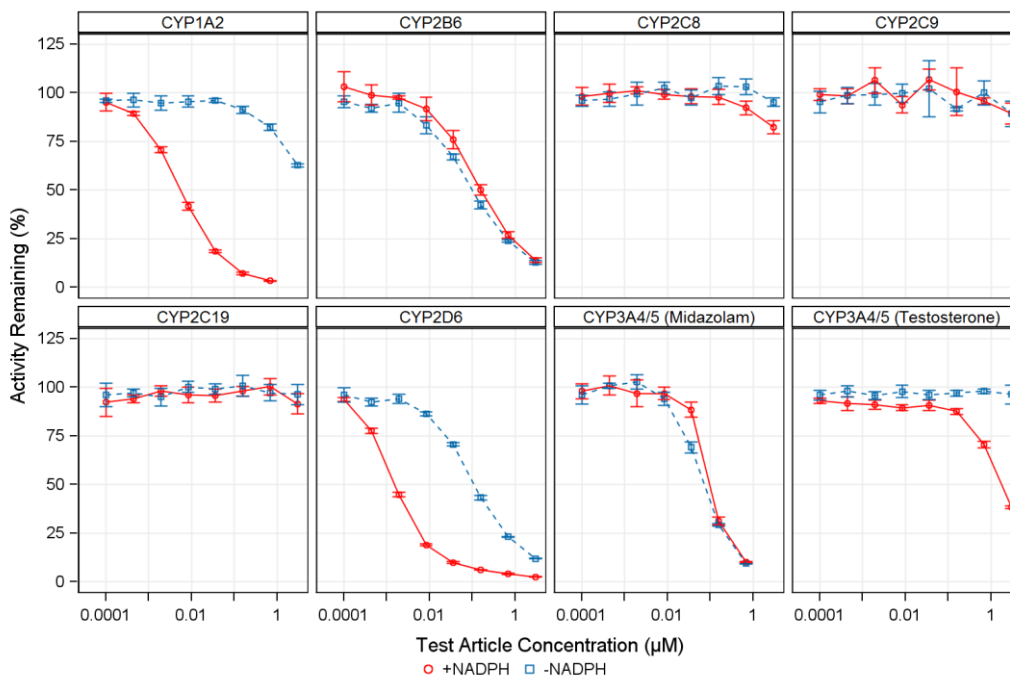 CYP1A2 CYP2B6 CYP2C8 CYP2C9
125
100
75
50
25
0
CYP2C19 CYP2D6 CYP3A4/5 (Midazolam) CYP3A4/5 (Testosterone)
125
100
75
50
25
0
Activity Remaining (%)
0.0001 0.01 1 0.0001 0.01 1 0.0001 0.01 1 0.0001 0.01 1
Test Article Concentration (µM)
+NADPH -NADPH